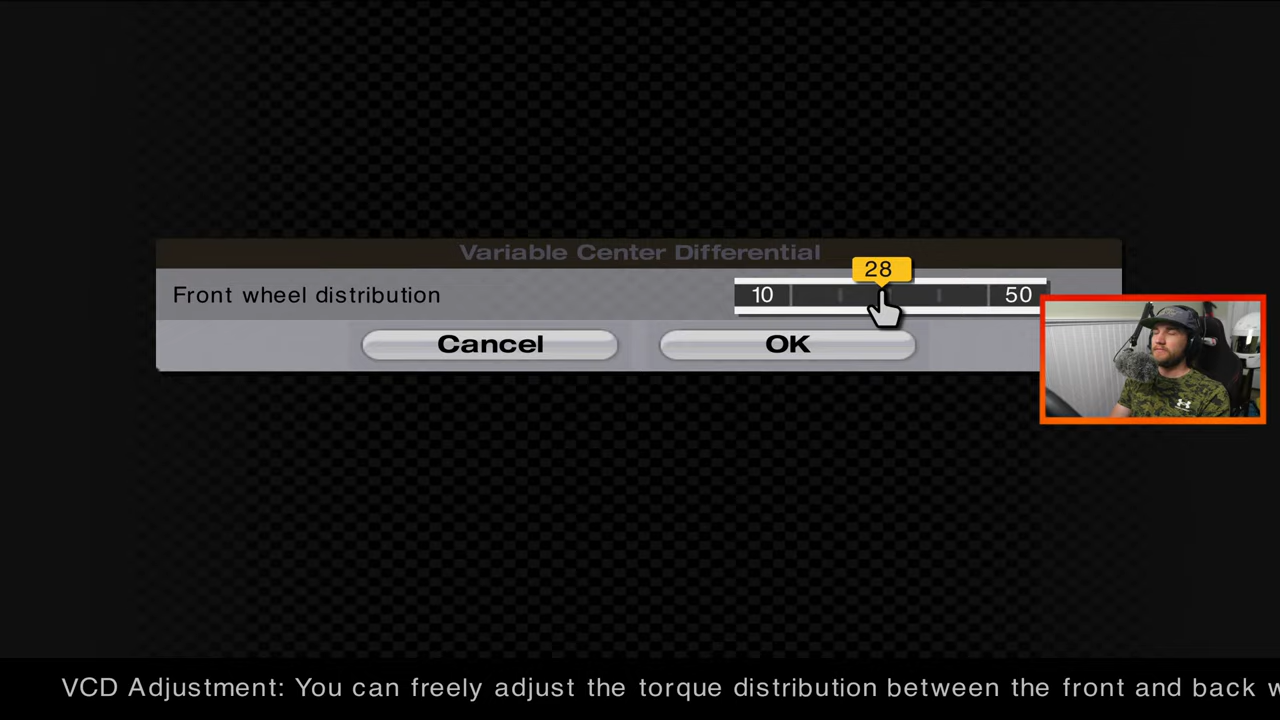 Variable Center Differential
28
Front wheel distribution 10 50
Cancel OK
VCD Adjustment: You can freely adjust the torque distribution between the front and back